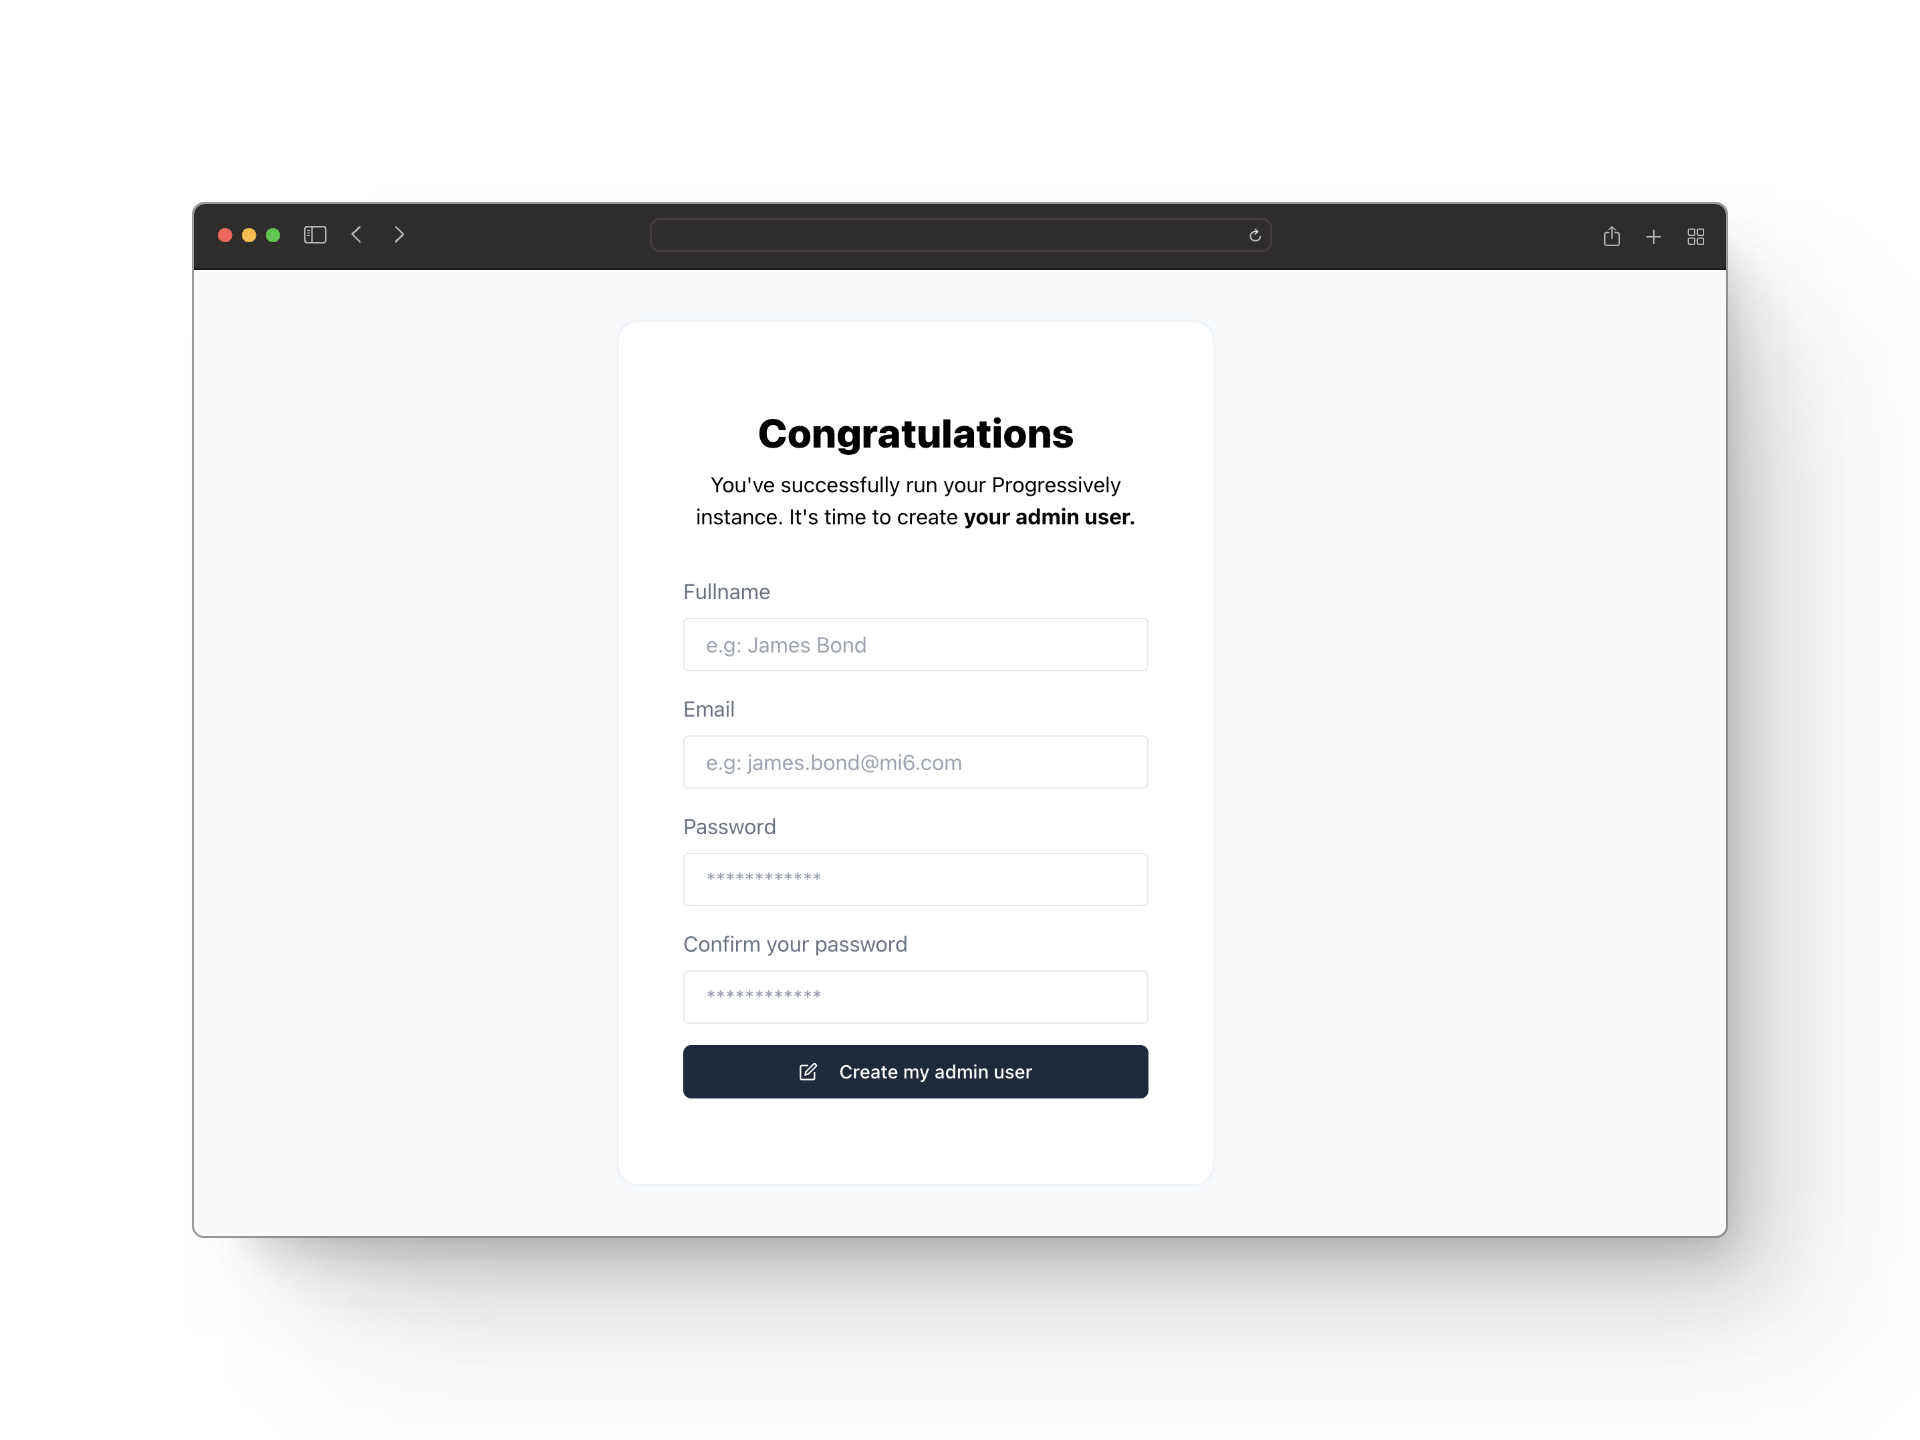 Congratulations
You've successfully run your Progressively
instance. It's time to create your admin user.
Fullname
e.g: James Bond
Email
e.g: james.bond@mi6.com
Password
************
Confirm your password
************
Create my admin user